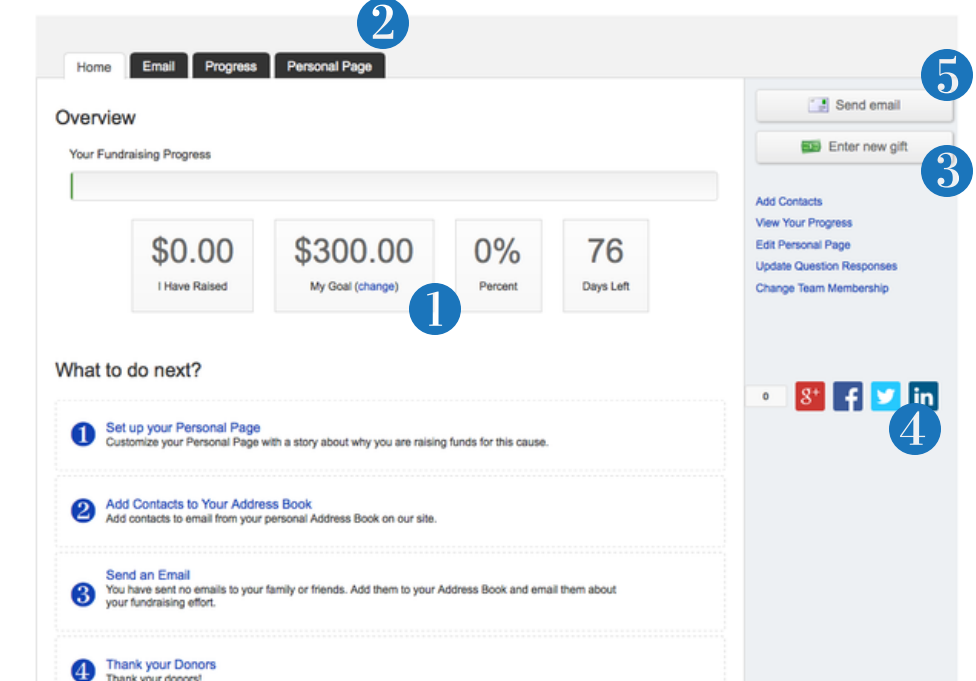 2
Home
Email
Progress
Personal Page
5
Send email
Enter new gift
3
Overview
Your Fundraising Progress
$0.00
I Have Raised
$300.00
My Goal (change)
0%
Percent
76
Days Left
1
Add Contacts
View Your Progress
Edit Personal Page
Update Question Responses
Change Team Membership
0
8+
f
in
4
What to do next?
1
Set up your Personal Page
Customize your Personal Page with a story about why you are raising funds for this cause.
2
Add Contacts to Your Address Book
Add contacts to email from your personal Address Book on our site.
3
Send an Email
You have sent no emails to your family or friends. Add them to your Address Book and email them about
your fundraising effort.
4
Thank your Donors
Thank your donors!